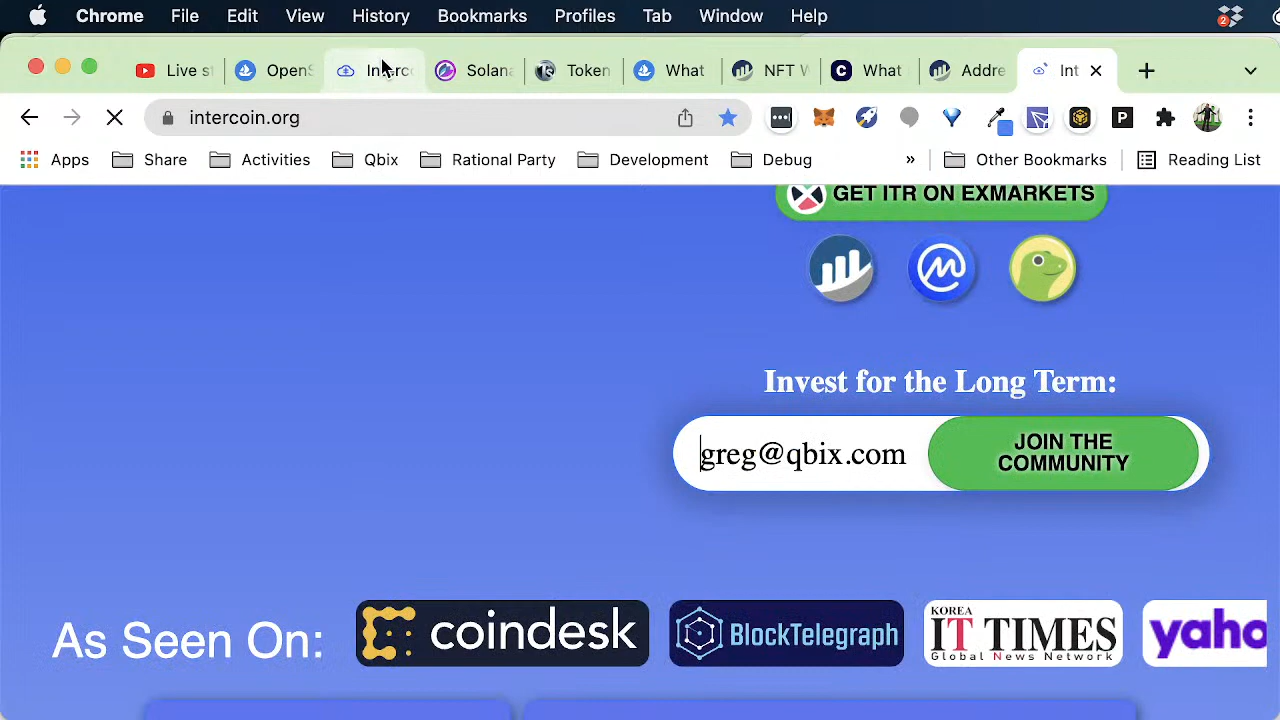 Chrome File Edit View History Bookmarks Profiles Tab Window Help
2
Live s OpenS Interc Solana Token What NFT W What Addre Int
intercoin.org
P
Apps Share Activities Qbix Rational Party Development Debug » Other Bookmarks Reading List
GET ITR ON EXMARKETS
Invest for the Long Term:
greg@qbix.com
JOIN THE
COMMUNITY
As Seen On: coindesk BlockTelegraph KOREA IT TIMES Global News Network yaho